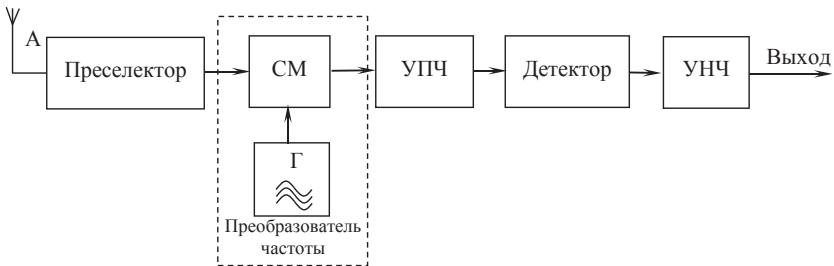 А
Преселектор
СМ
УПЧ
Детектор
УНЧ
Выход
Г
Преобразователь
частоты